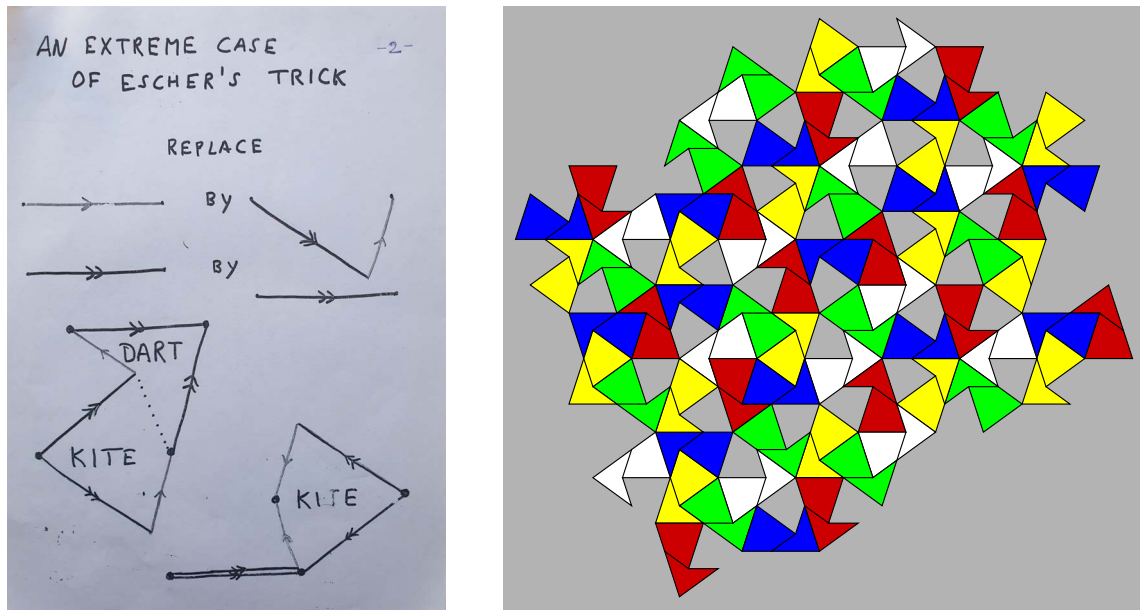 AN EXTREME CASE -2-
OF ESCHER'S TRICK
REPLACE
BY
BY
DART
KITE
KITE